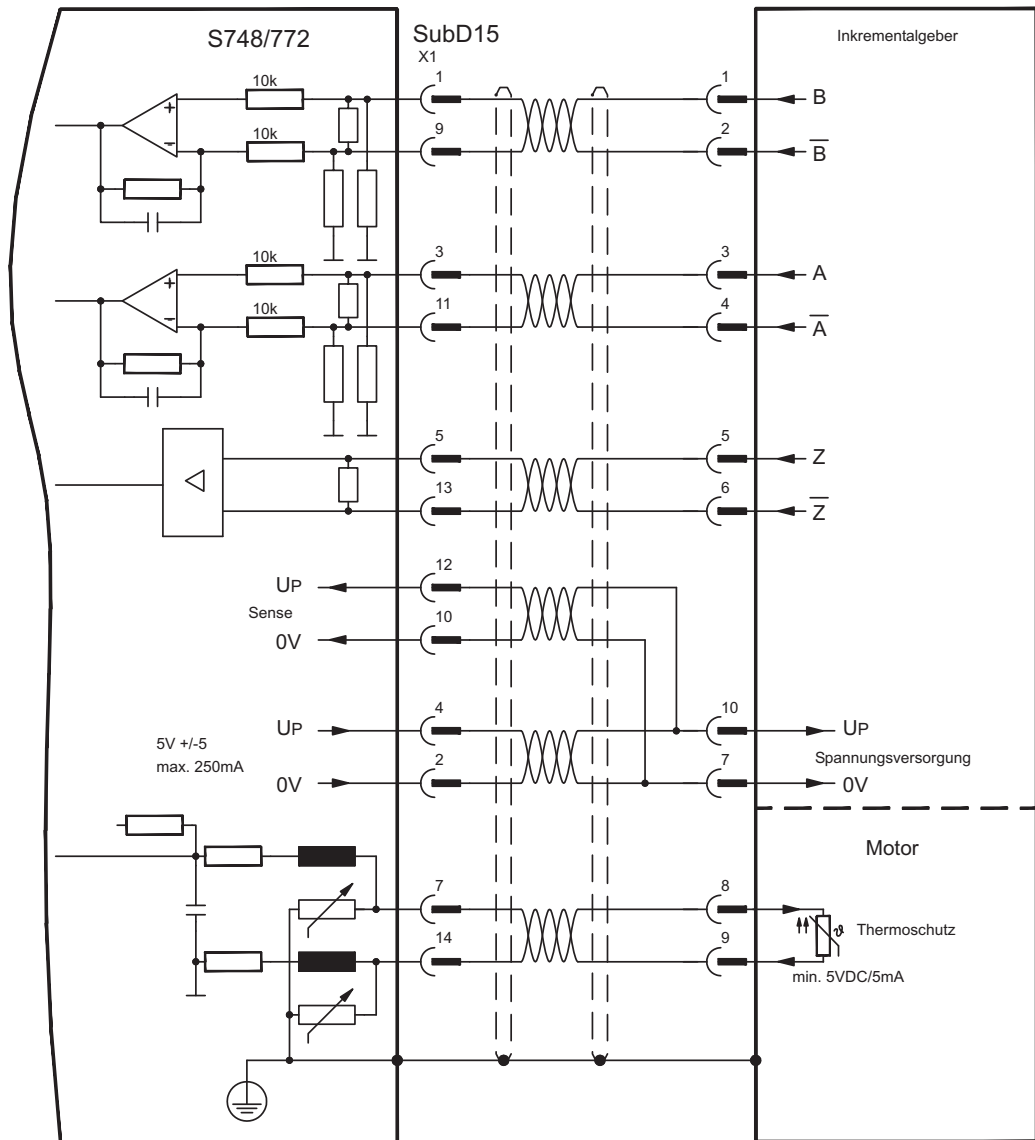 S748/772
SubD15
X1
Inkrementalgeber
10k
1
1
B
10k
9
2
B̅
10k
3
3
A
10k
11
4
A̅
5
5
Z
13
6
Z̅
UP
12
Sense
0V
10
5V +/-5
max. 250mA
UP
4
10
UP
Spannungsversorgung
0V
2
7
0V
Motor
7
8
ϑ
Thermoschutz
14
9
min. 5VDC/5mA